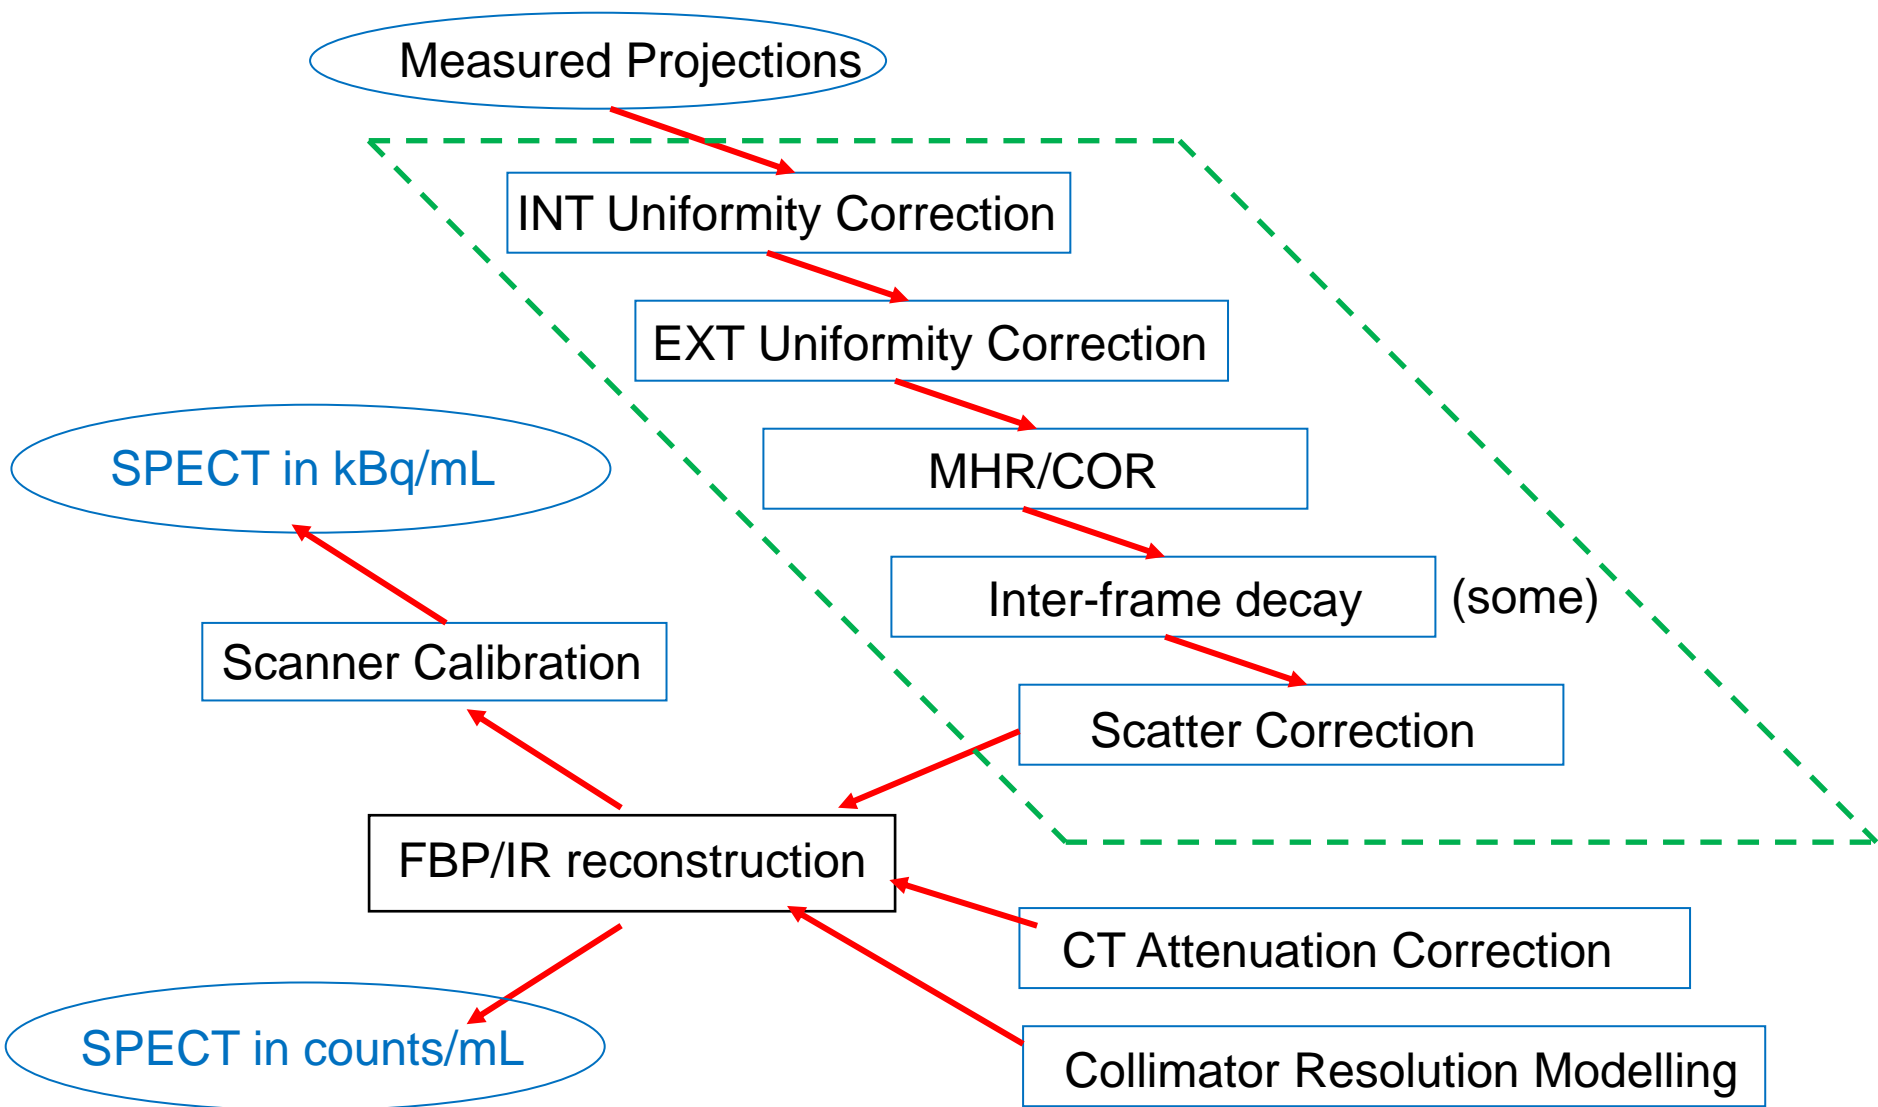 Measured Projections
INT Uniformity Correction
EXT Uniformity Correction
MHR/COR
SPECT in kBq/mL
Inter-frame decay (some)
Scanner Calibration
Scatter Correction
FBP/IR reconstruction
CT Attenuation Correction
SPECT in counts/mL
Collimator Resolution Modelling